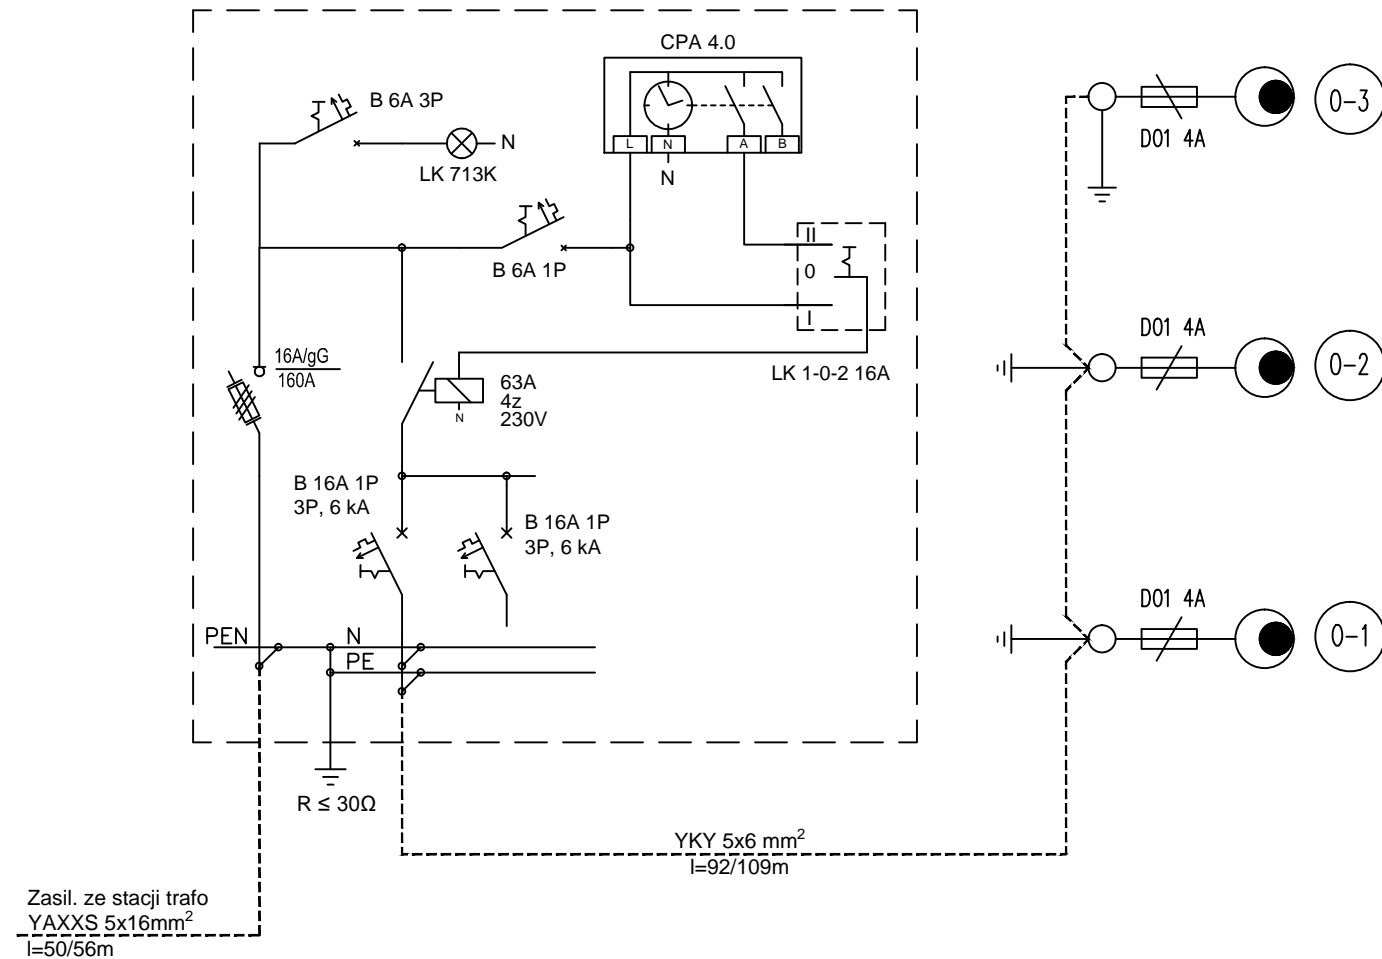 CPA 4.0
B 6A 3P
N
LK 713K
L
N
A
B
N
B 6A 1P
II
0
I
LK 1-0-2 16A
16A/gG
160A
63A
4z
230V
N
B 16A 1P
3P, 6 kA
B 16A 1P
3P, 6 kA
PEN
N
PE
R ≤ 30Ω
YKY 5x6 mm²
l=92/109m
Zasil. ze stacji trafo
YAXXS 5x16mm²
l=50/56m
D01 4A
0-3
D01 4A
0-2
D01 4A
0-1